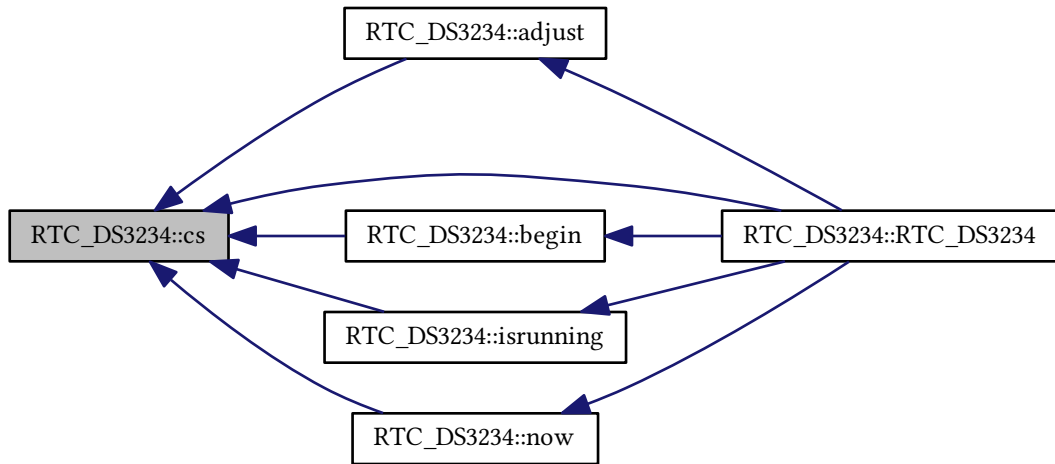 RTC_DS3234::adjust
RTC_DS3234::cs
RTC_DS3234::begin
RTC_DS3234::RTC_DS3234
RTC_DS3234::isrunning
RTC_DS3234::now